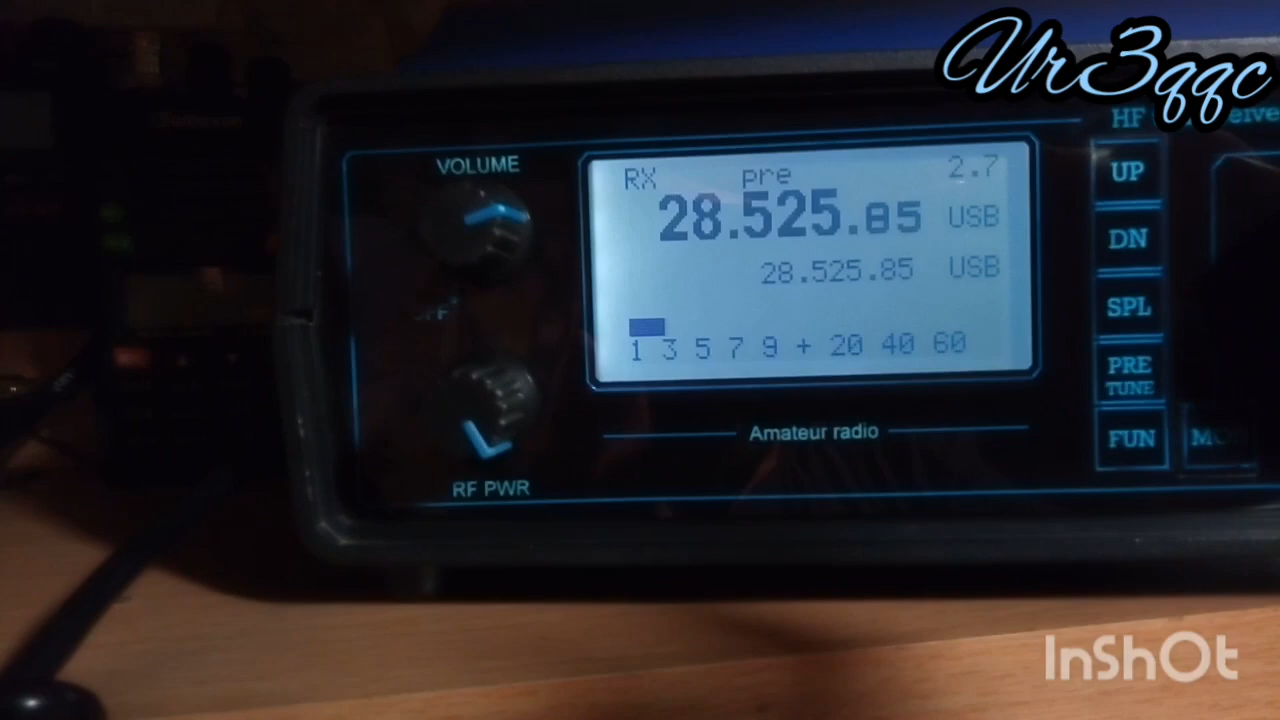 Ur3qqc
HF
VOLUME
RX pre 2.7
28.525.85 USB
28.525.85 USB
1 3 5 7 9 + 20 40 60
UP
DN
SPL
PRE
TUNE
FUN
Amateur radio
RF PWR
InShOt